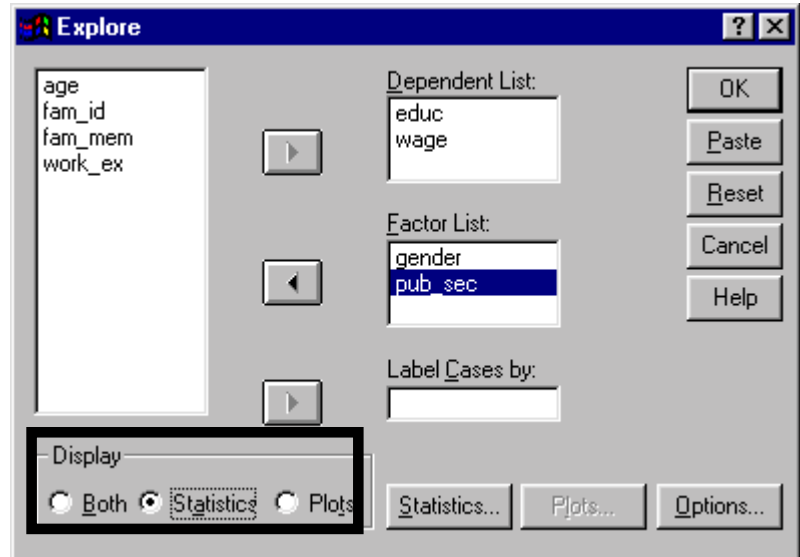 Explore
age
fam_id
fam_mem
work_ex
Dependent List:
educ
wage
Factor List:
gender
pub_sec
Label Cases by:
OK
Paste
Reset
Cancel
Help
Display
Both Statistics Plots
Statistics... Plots... Options...